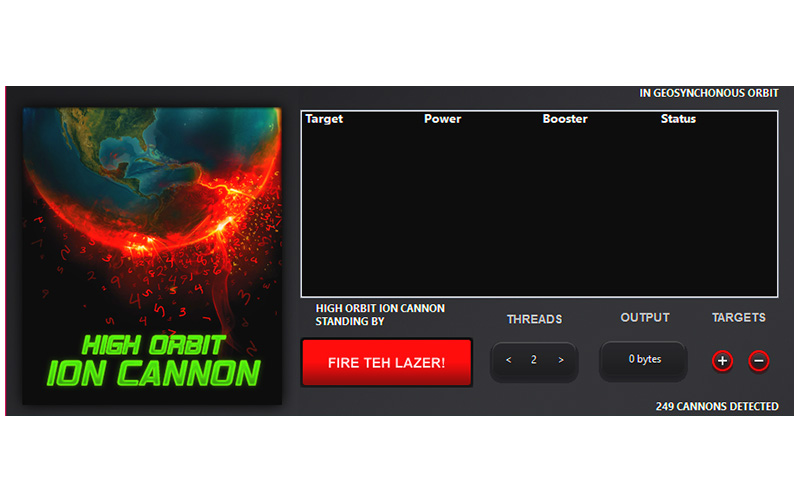 IN GEOSYNCHONOUS ORBIT
Target Power Booster Status
HIGH ORBIT
ION CANNON
HIGH ORBIT ION CANNON
STANDING BY
THREADS OUTPUT TARGETS
FIRE TEH LAZER!
< 2 > 0 bytes + −
249 CANNONS DETECTED